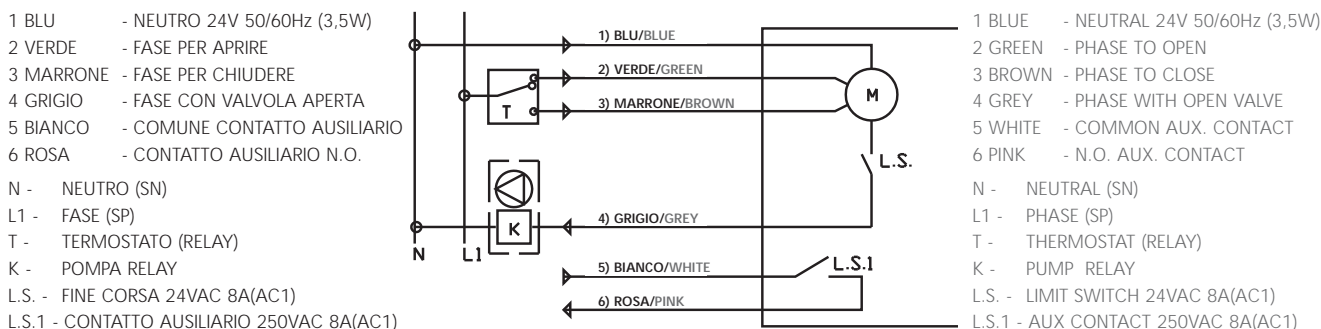 1 BLU - NEUTRO 24V 50/60Hz (3,5W)
2 VERDE - FASE PER APRIRE
3 MARRONE - FASE PER CHIUDERE
4 GRIGIO - FASE CON VALVOLA APERTA
5 BIANCO - COMUNE CONTATTO AUSILIARIO
6 ROSA - CONTATTO AUSILIARIO N.O.
N - NEUTRO (SN)
L1 - FASE (SP)
T - TERMOSTATO (RELAY)
K - POMPA RELAY
L.S. - FINE CORSA 24VAC 8A(AC1)
L.S.1 - CONTATTO AUSILIARIO 250VAC 8A(AC1)
1) BLU/BLUE
2) VERDE/GREEN
3) MARRONE/BROWN
T
M
L.S.
4) GRIGIO/GREY
K
N
L1
5) BIANCO/WHITE
L.S.1
6) ROSA/PINK
1 BLUE - NEUTRAL 24V 50/60Hz (3,5W)
2 GREEN - PHASE TO OPEN
3 BROWN - PHASE TO CLOSE
4 GREY - PHASE WITH OPEN VALVE
5 WHITE - COMMON AUX. CONTACT
6 PINK - N.O. AUX. CONTACT
N - NEUTRAL (SN)
L1 - PHASE (SP)
T - THERMOSTAT (RELAY)
K - PUMP RELAY
L.S. - LIMIT SWITCH 24VAC 8A(AC1)
L.S.1 - AUX CONTACT 250VAC 8A(AC1)